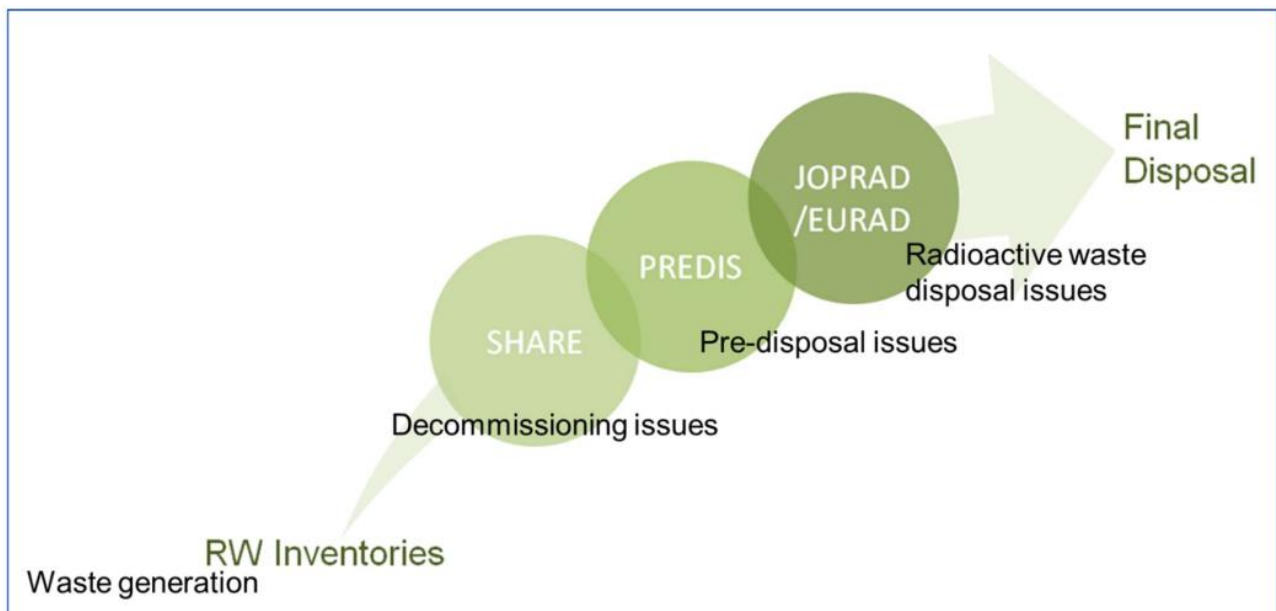 Final
Disposal
JOPRAD
/EURAD
Radioactive waste
disposal issues
PREDIS
Pre-disposal issues
SHARE
Decommissioning issues
RW Inventories
Waste generation